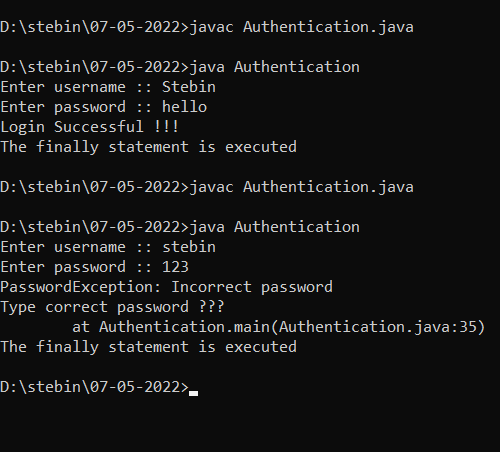 D:\stebin\07-05-2022>javac Authentication.java
D:\stebin\07-05-2022>java Authentication
Enter username :: Stebin
Enter password :: hello
Login Successful !!!
The finally statement is executed
D:\stebin\07-05-2022>javac Authentication.java
D:\stebin\07-05-2022>java Authentication
Enter username :: stebin
Enter password :: 123
PasswordException: Incorrect password
Type correct password ???
        at Authentication.main(Authentication.java:35)
The finally statement is executed
D:\stebin\07-05-2022>